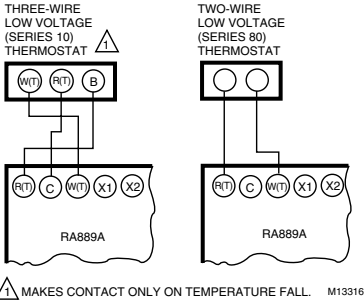 THREE-WIRE
LOW VOLTAGE
(SERIES 10)
THERMOSTAT 1
W(T) R(T) B
R(T) C W(T) X1 X2
RA889A
TWO-WIRE
LOW VOLTAGE
(SERIES 80)
THERMOSTAT
R(T) C W(T) X1 X2
RA889A
1 MAKES CONTACT ONLY ON TEMPERATURE FALL. M13316